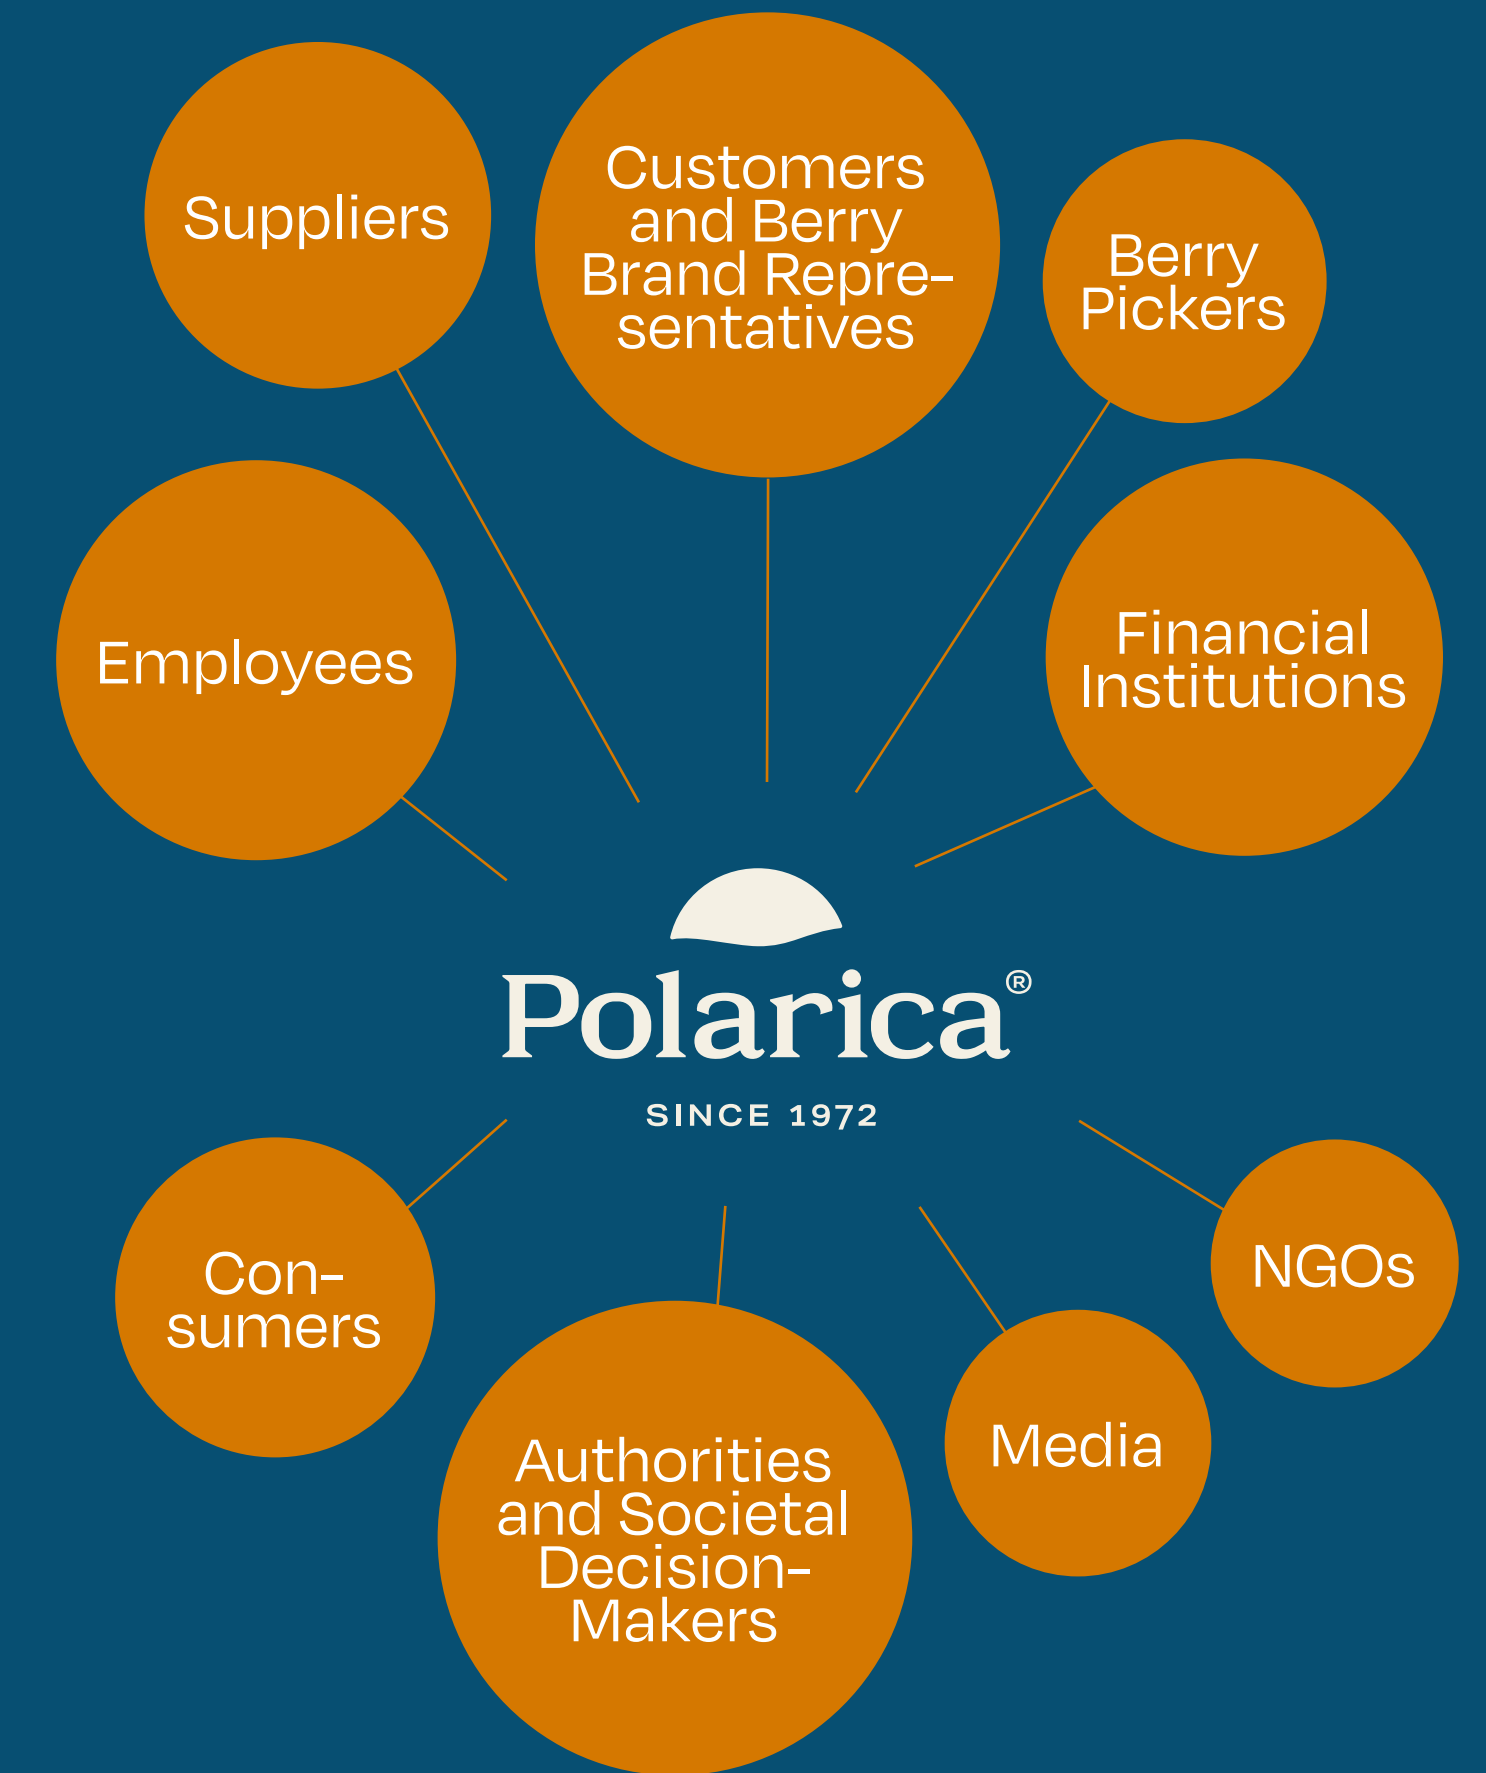 Suppliers
Customers
and Berry
Brand Repre-
sentatives
Berry
Pickers
Employees
Financial
Institutions
Polarica®
SINCE 1972
Con-
sumers
NGOs
Authorities
and Societal
Decision-
Makers
Media